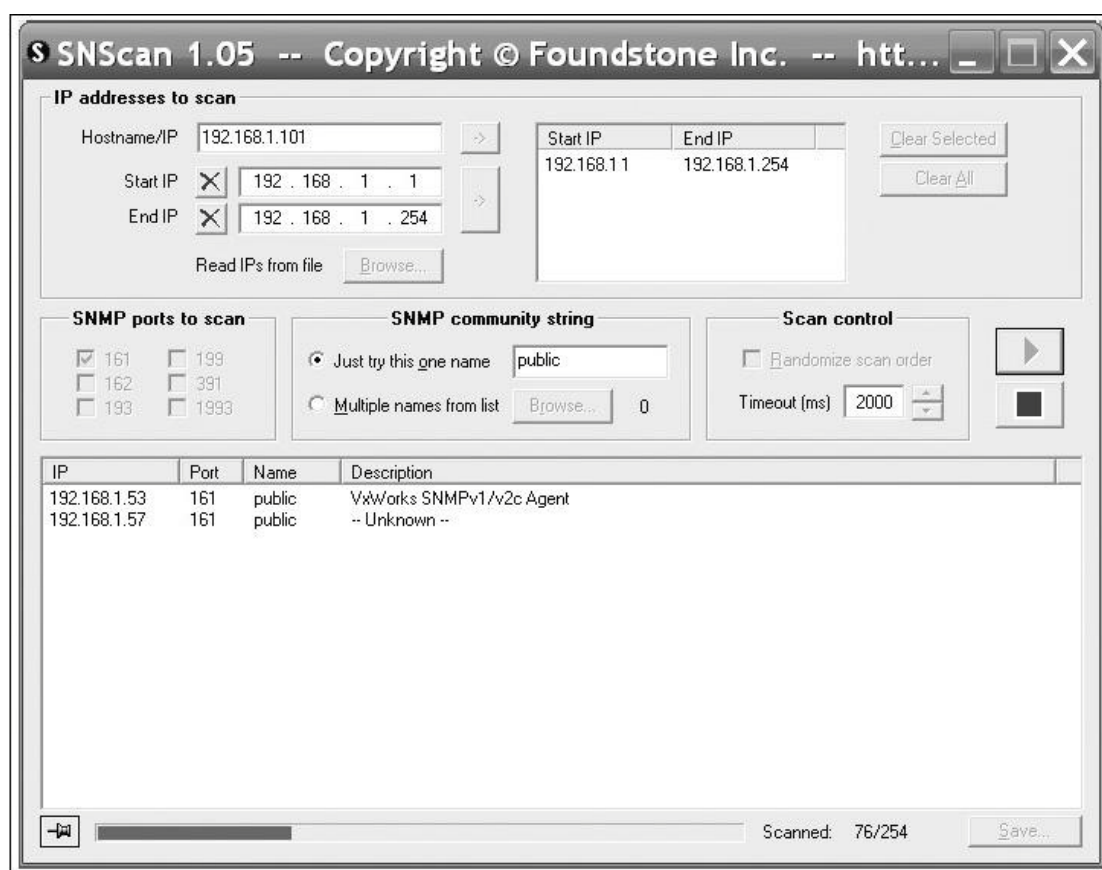 S SNScan 1.05 -- Copyright © Foundstone Inc. -- htt...
IP addresses to scan
Hostname/IP 192.168.1.101 -> Start IP End IP Clear Selected
192.168.1 1 192.168.1.254
Start IP 192 . 168 . 1 . 1 -> Clear All
End IP 192 . 168 . 1 . 254
Read IPs from file Browse...
SNMP ports to scan SNMP community string Scan control
161 199 Just try this one name public Randomize scan order
162 391
193 1993 Multiple names from list Browse... 0 Timeout (ms) 2000
IP Port Name Description
192.168.1.53 161 public VxWorks SNMPv1/v2c Agent
192.168.1.57 161 public -- Unknown --
Scanned: 76/254 Save...